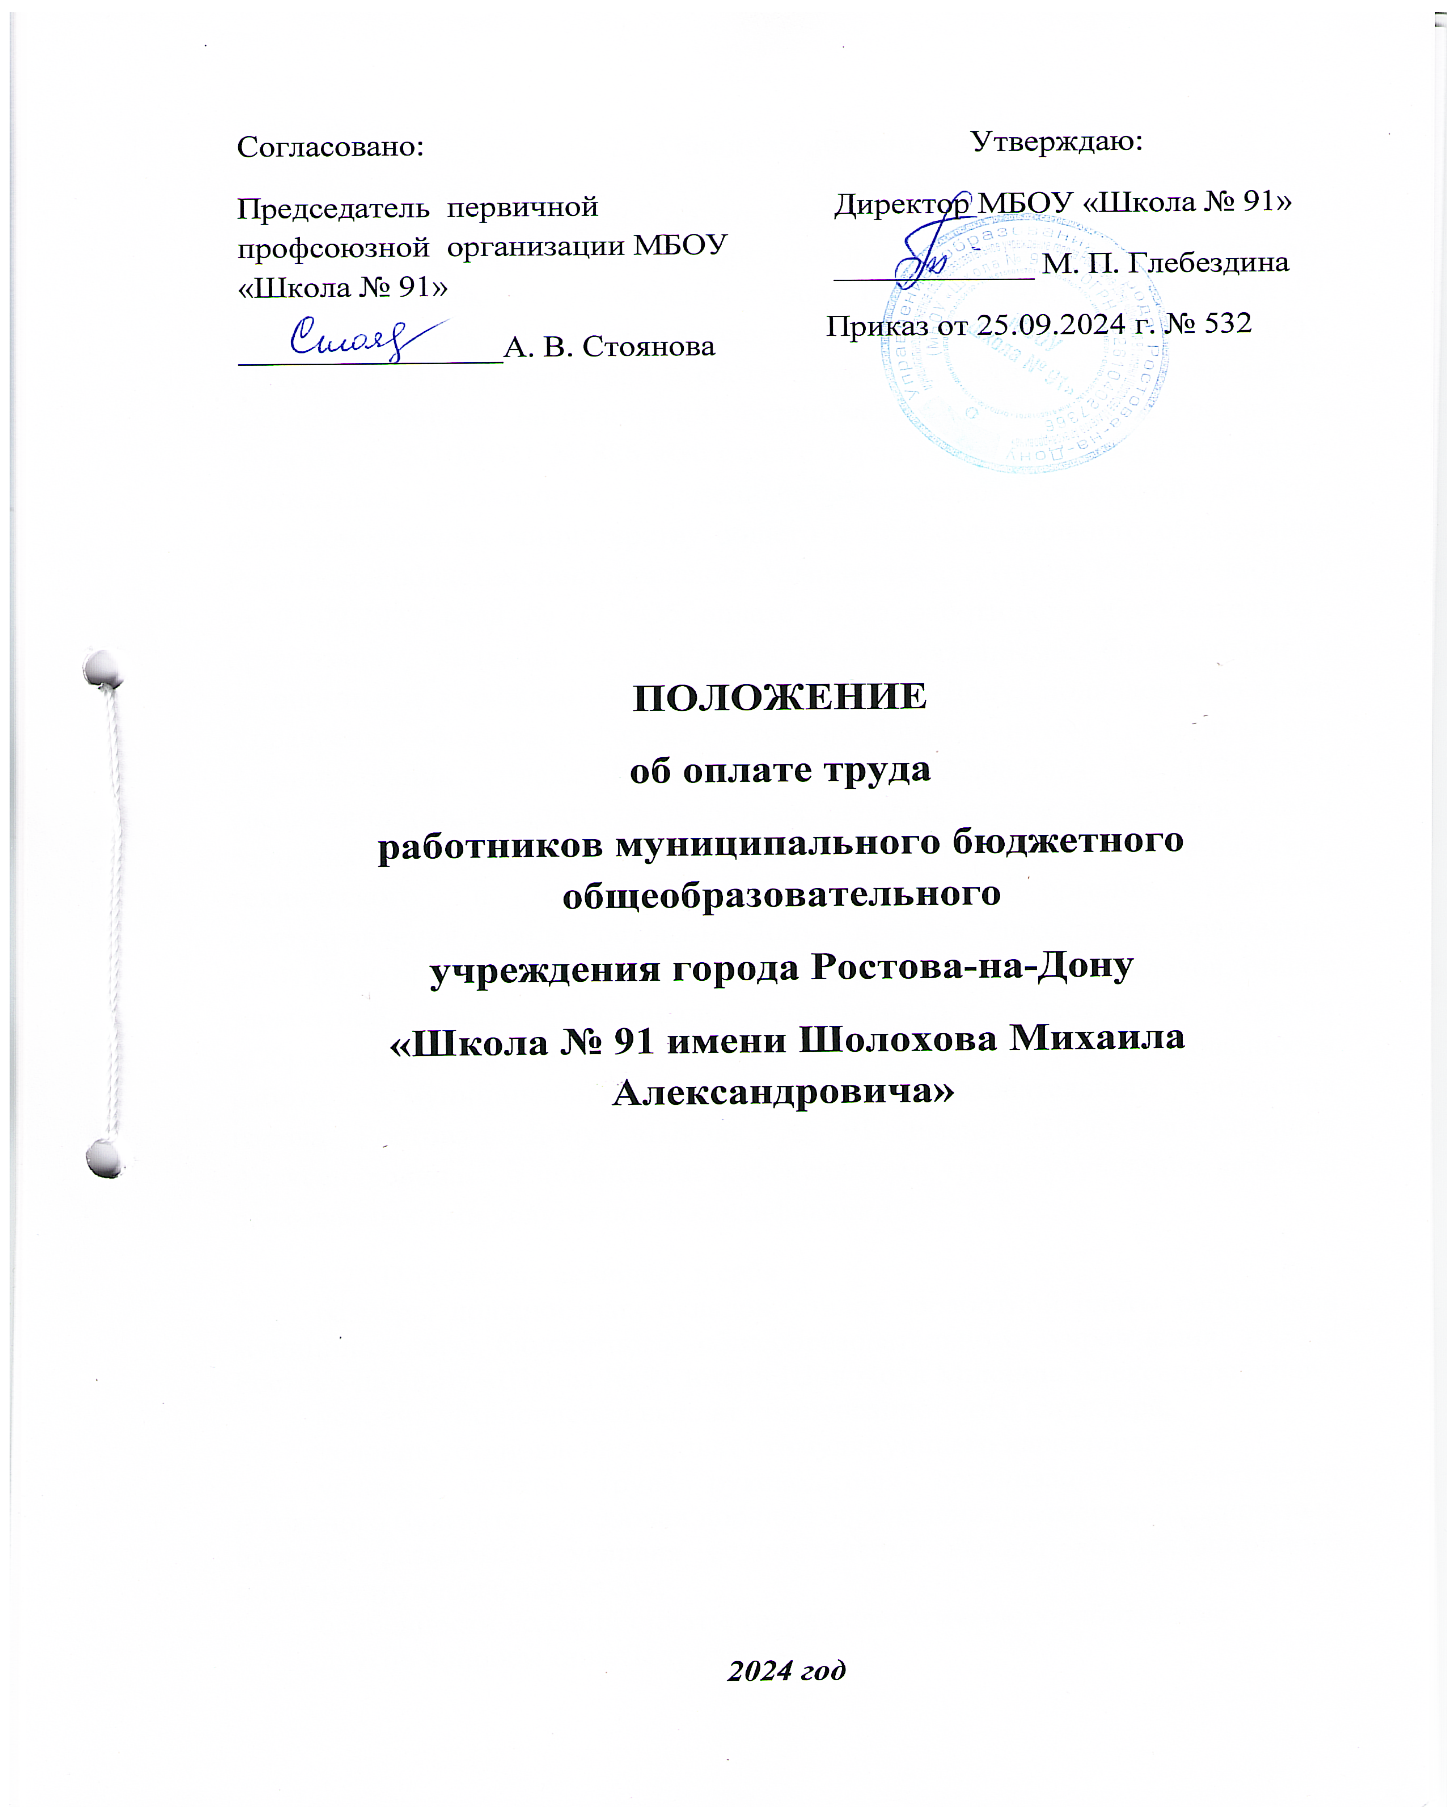 Согласовано:
Председатель первичной
профсоюзной организации МБОУ
«Школа № 91»
А. В. Стоянова
Утверждаю:
Директор МБОУ «Школа № 91»
М. П. Глебездина
Приказ от 25.09.2024 г. № 532
ПОЛОЖЕНИЕ
об оплате труда
работников муниципального бюджетного
общеобразовательного
учреждения города Ростова-на-Дону
«Школа № 91 имени Шолохова Михаила
Александровича»
2024 год